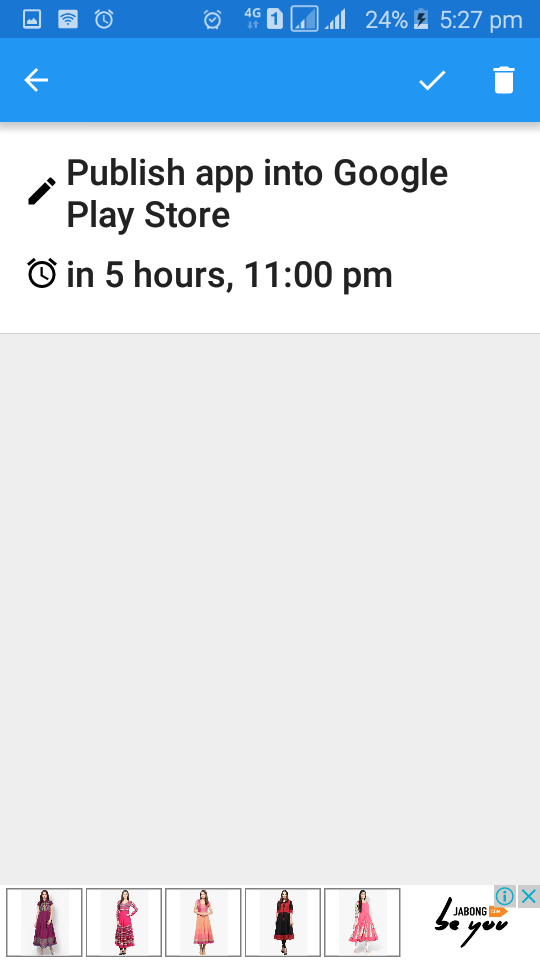 4G 1 24% 5:27 pm
Publish app into Google
Play Store
in 5 hours, 11:00 pm
JABONG
COM
be you